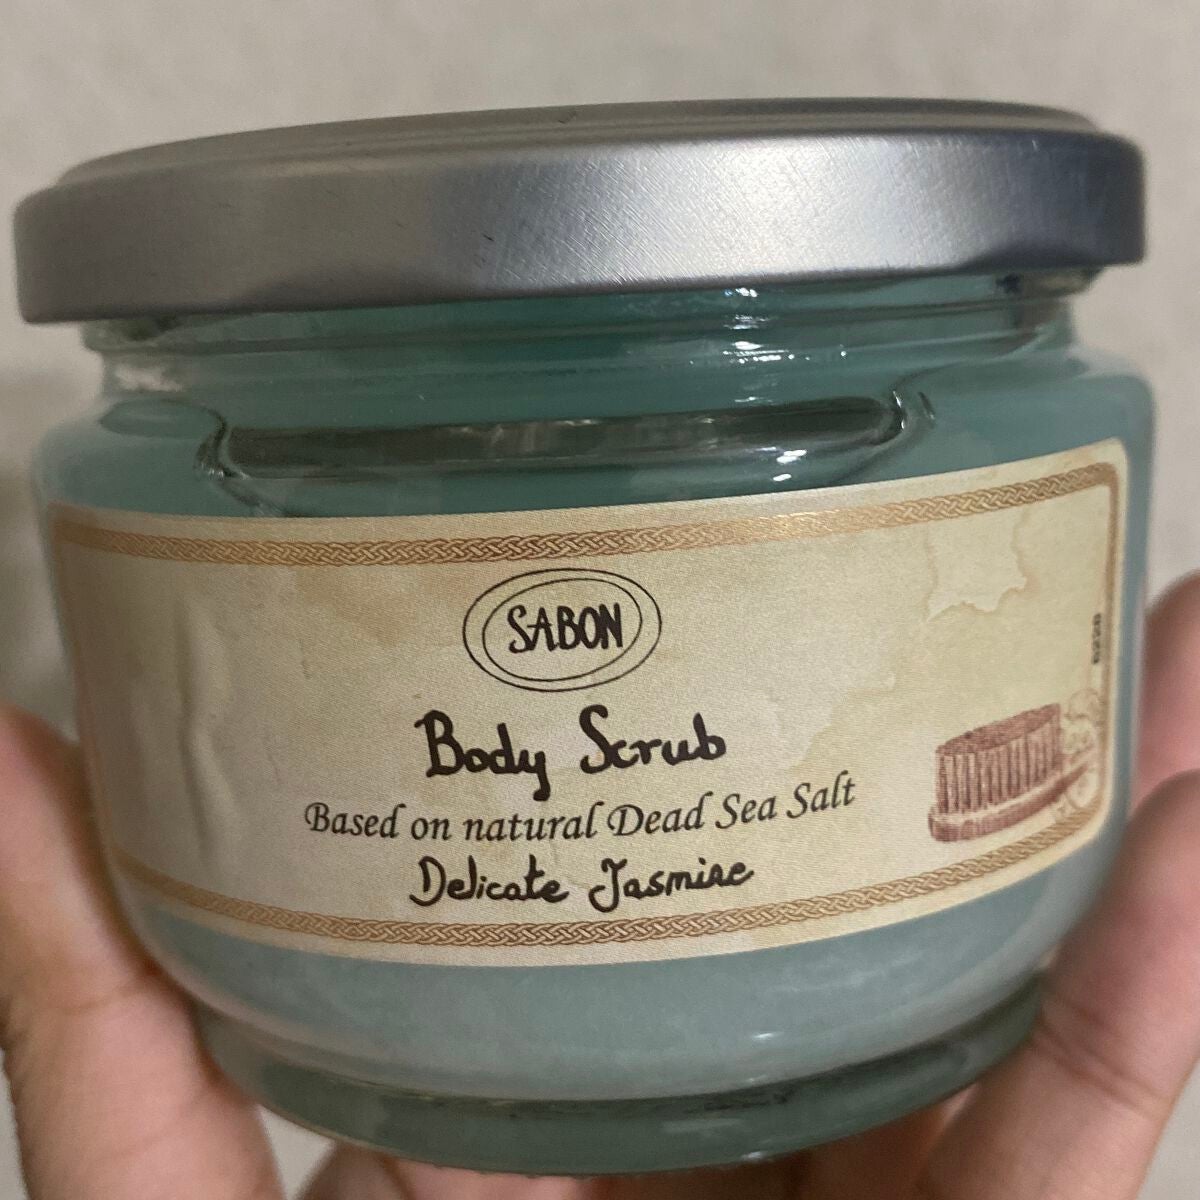 SABON
Body Scrub
Based on natural Dead Sea Salt
Delicate Jasmine